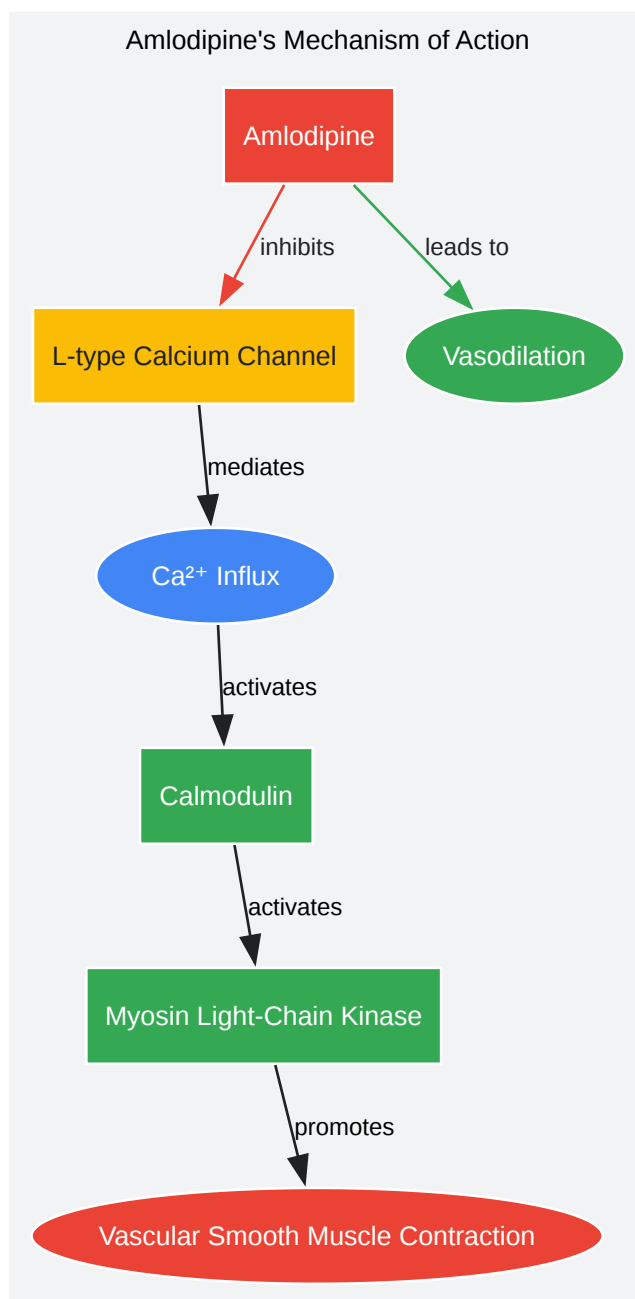 Amlodipine's Mechanism of Action
Amlodipine
inhibits
leads to
L-type Calcium Channel
Vasodilation
mediates
Ca²⁺ Influx
activates
Calmodulin
activates
Myosin Light-Chain Kinase
promotes
Vascular Smooth Muscle Contraction